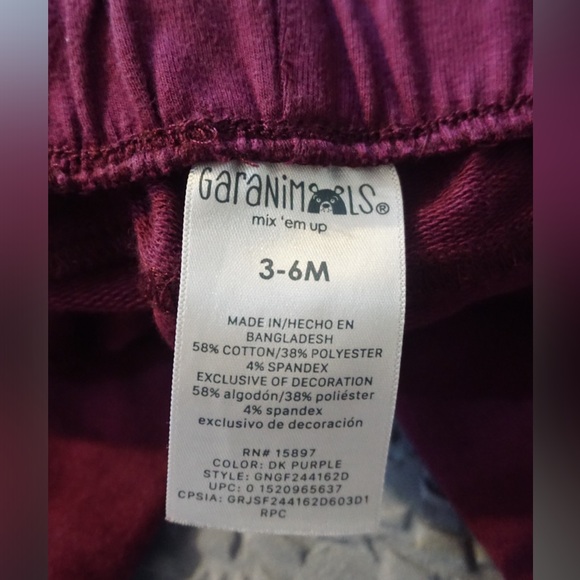 GaRaNiMaLS®
mix 'em up
3-6M
MADE IN/HECHO EN
BANGLADESH
58% COTTON/38% POLYESTER
4% SPANDEX
EXCLUSIVE OF DECORATION
58% algodón/38% poliéster
4% spandex
exclusivo de decoración
RN# 15897
COLOR: DK PURPLE
STYLE: GNGF244162D
UPC: 0 1520965637
CPSIA: GRJSF244162D603D1
RPC